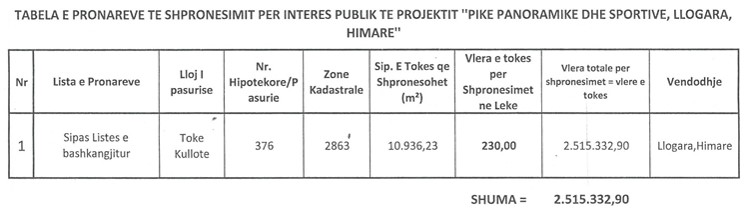 TABELA E PRONAREVE TE SHPRONESIMIT PER INTERES PUBLIK TE PROJEKTIT "PIKE PANORAMIKE DHE SPORTIVE, LLOGARA,
HIMARE"
Nr | Lista e Pronareve | Lloj I pasurise | Nr. Hipotekore/Pasurie | Zone Kadastrale | Sip. E Tokes qe Shpronesohet (m²) | Vlera e tokes per Shpronesimet ne Leke | Vlera totale per shpronesimet = vlere e tokes | Vendodhje
1 | Sipas Listes e bashkangjitur | Toke Kullote | 376 | 2863 | 10.936,23 | 230,00 | 2.515.332,90 | Llogara,Himare
SHUMA = 2.515.332,90